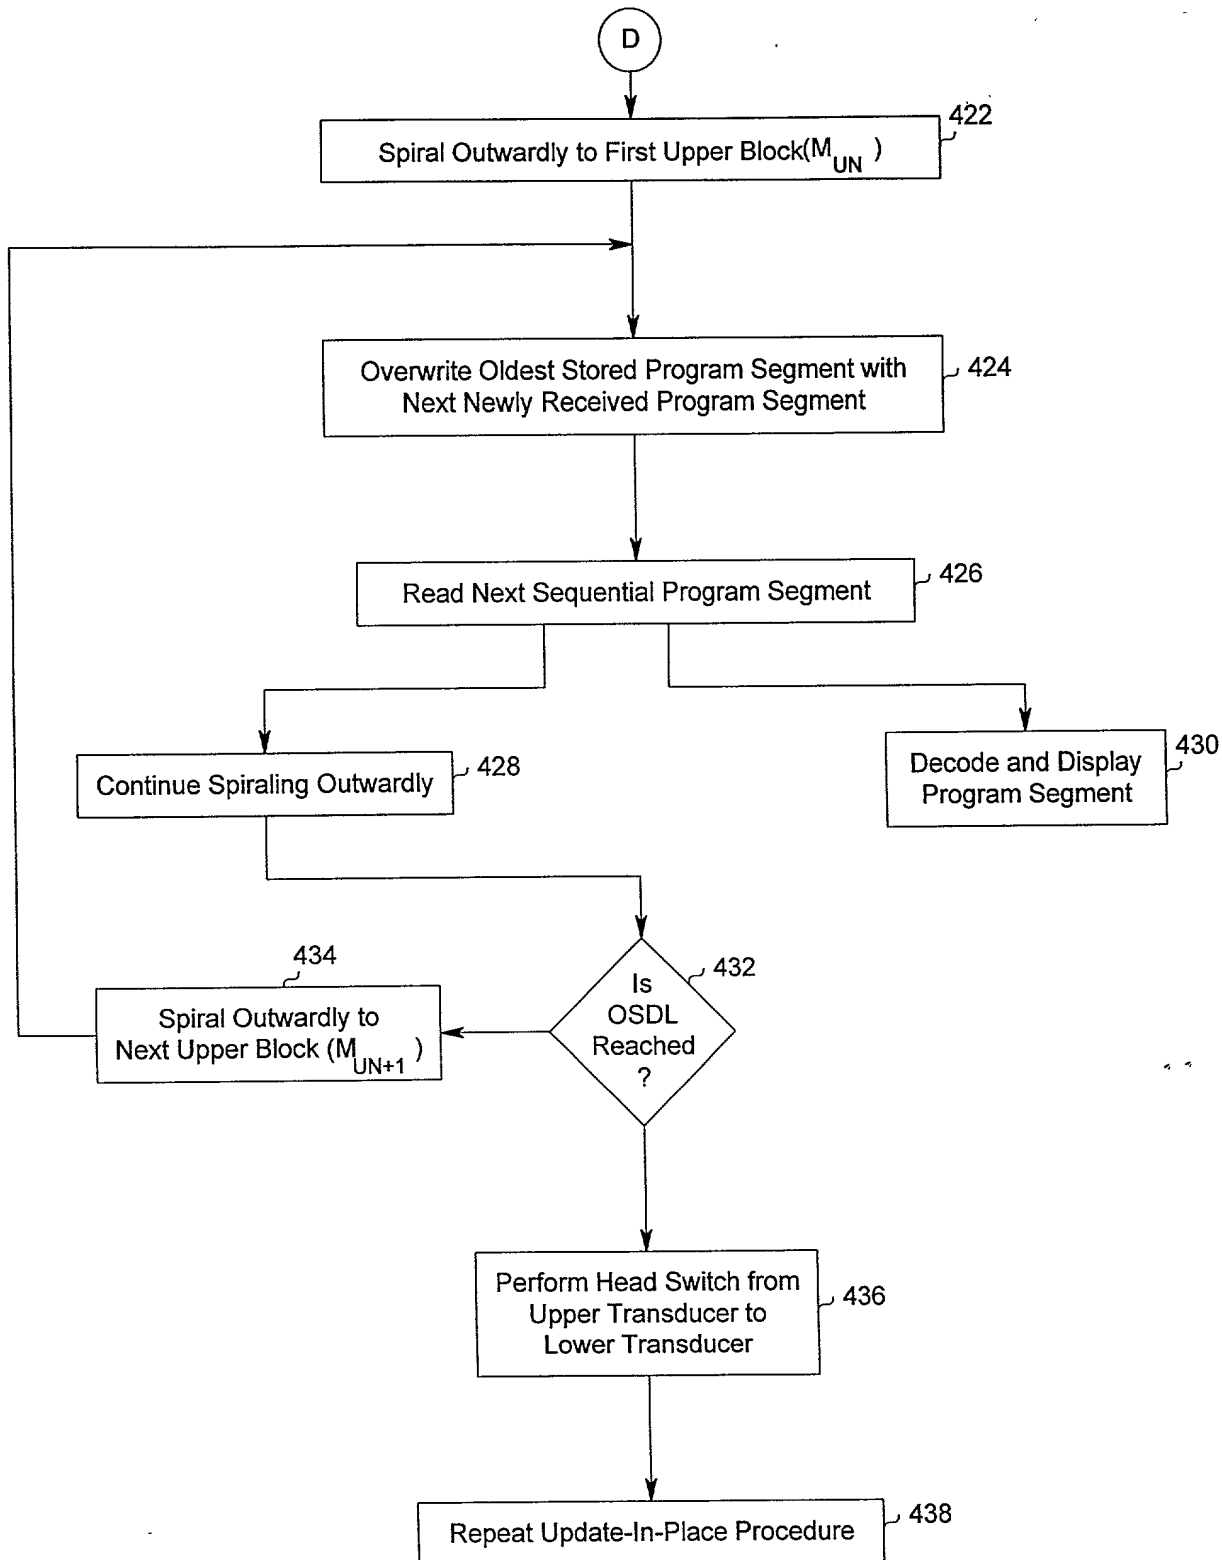 D
422
Spiral Outwardly to First Upper Block(M
UN
)
Overwrite Oldest Stored Program Segment with
Next Newly Received Program Segment
424
Read Next Sequential Program Segment
426
Continue Spiraling Outwardly
428
Decode and Display
Program Segment
430
434
Spiral Outwardly to
Next Upper Block (M
UN+1
)
Is
OSDL
Reached
?
432
Perform Head Switch from
Upper Transducer to
Lower Transducer
436
Repeat Update-In-Place Procedure
438